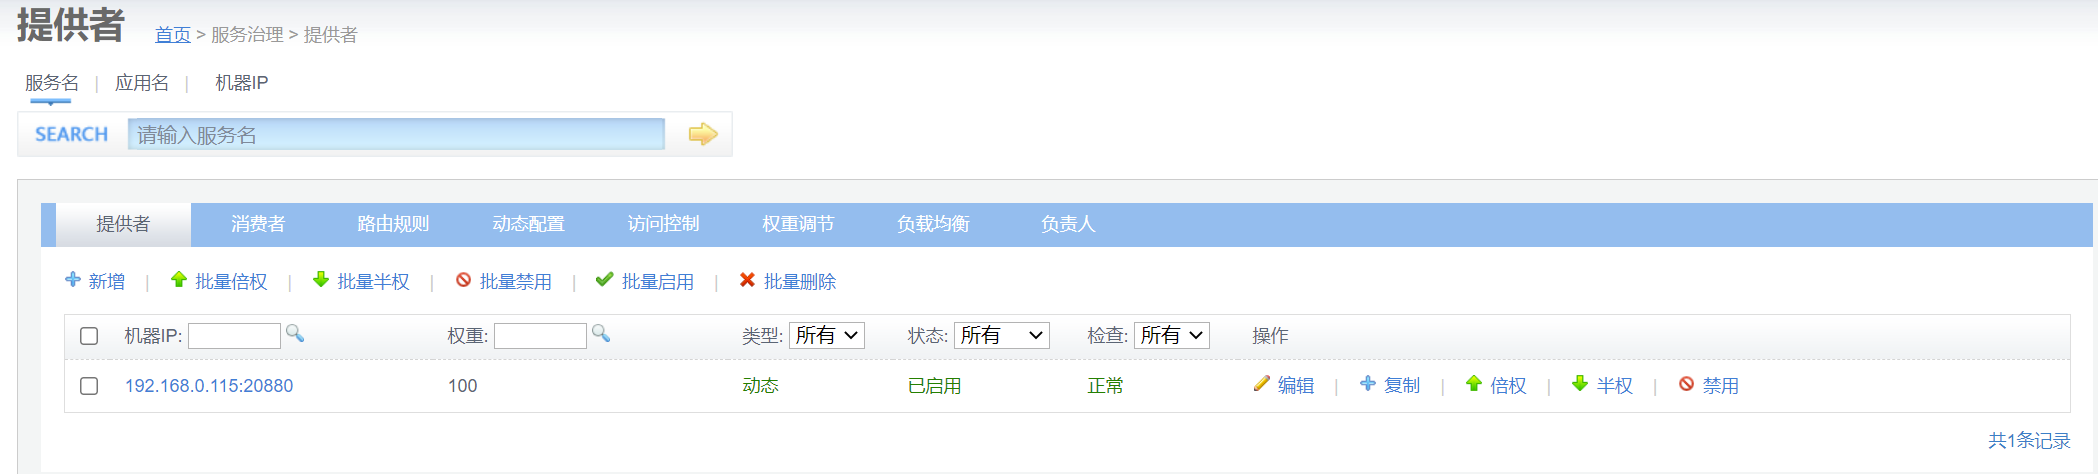 提供者 首页 > 服务治理 > 提供者
服务名 | 应用名 | 机器IP
SEARCH 请输入服务名
提供者 消费者 路由规则 动态配置 访问控制 权重调节 负载均衡 负责人
新增 | 批量倍权 | 批量半权 | 批量禁用 | 批量启用 | 批量删除
机器IP: 权重: 类型: 所有 状态: 所有 检查: 所有 操作
192.168.0.115:20880 100 动态 已启用 正常 编辑 | 复制 | 倍权 | 半权 | 禁用
共1条记录